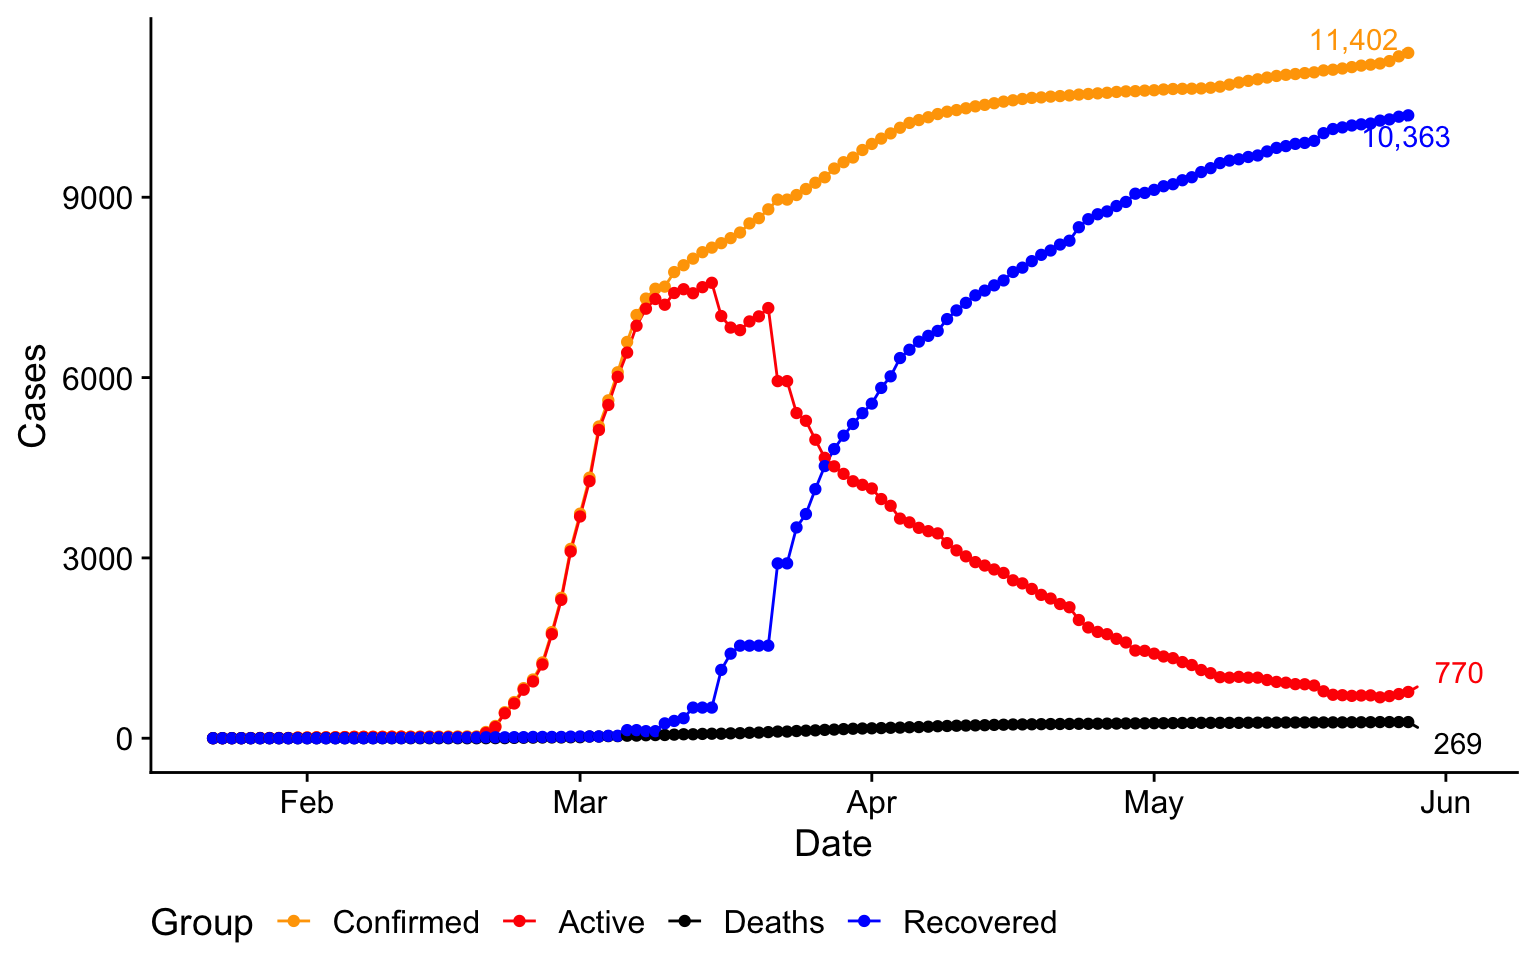 11,402
10,363
9000
6000
3000
0
770
269
Cases
Feb Mar Apr May Jun
Date
Group Confirmed Active Deaths Recovered